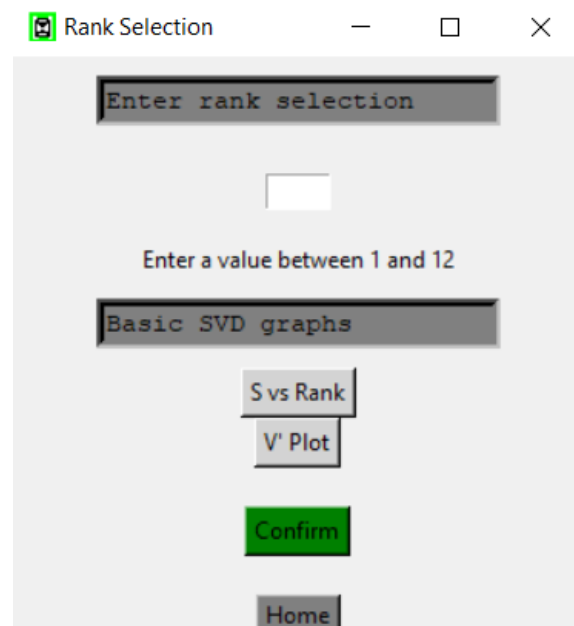 Rank Selection
Enter rank selection
Enter a value between 1 and 12
Basic SVD graphs
S vs Rank
V' Plot
Confirm
Home